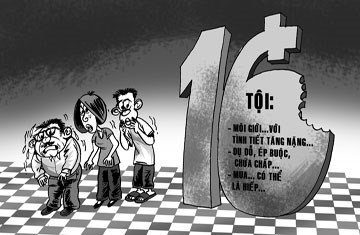 16
TỘI:
- MÔI GIỚI...VỚI
TÌNH TIẾT TĂNG NẶNG...
- DỤ DỖ, ÉP BUỘC,
CHỨA CHẤP...
- MUA... CÓ THỂ
LÀ HIẾP...